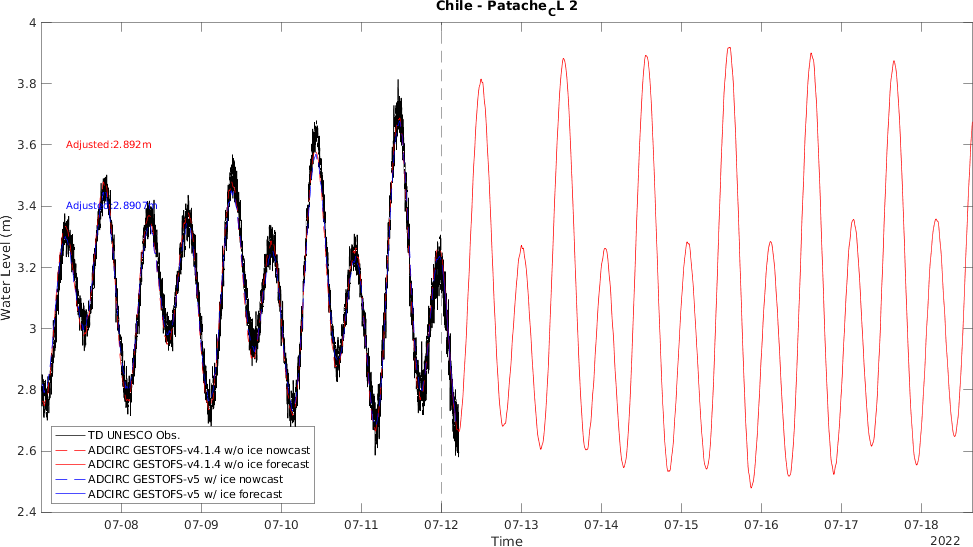 Chile - Patache_CL 2
4
3.8
3.6
3.4
3.2
3
2.8
2.6
2.4
Water Level (m)
Adjusted:2.892m
Adjusted:2.8907m
TD UNESCO Obs.
ADCIRC GESTOFS-v4.1.4 w/o ice nowcast
ADCIRC GESTOFS-v4.1.4 w/o ice forecast
ADCIRC GESTOFS-v5 w/ ice nowcast
ADCIRC GESTOFS-v5 w/ ice forecast
07-08 07-09 07-10 07-11 07-12 07-13 07-14 07-15 07-16 07-17 07-18
Time
2022